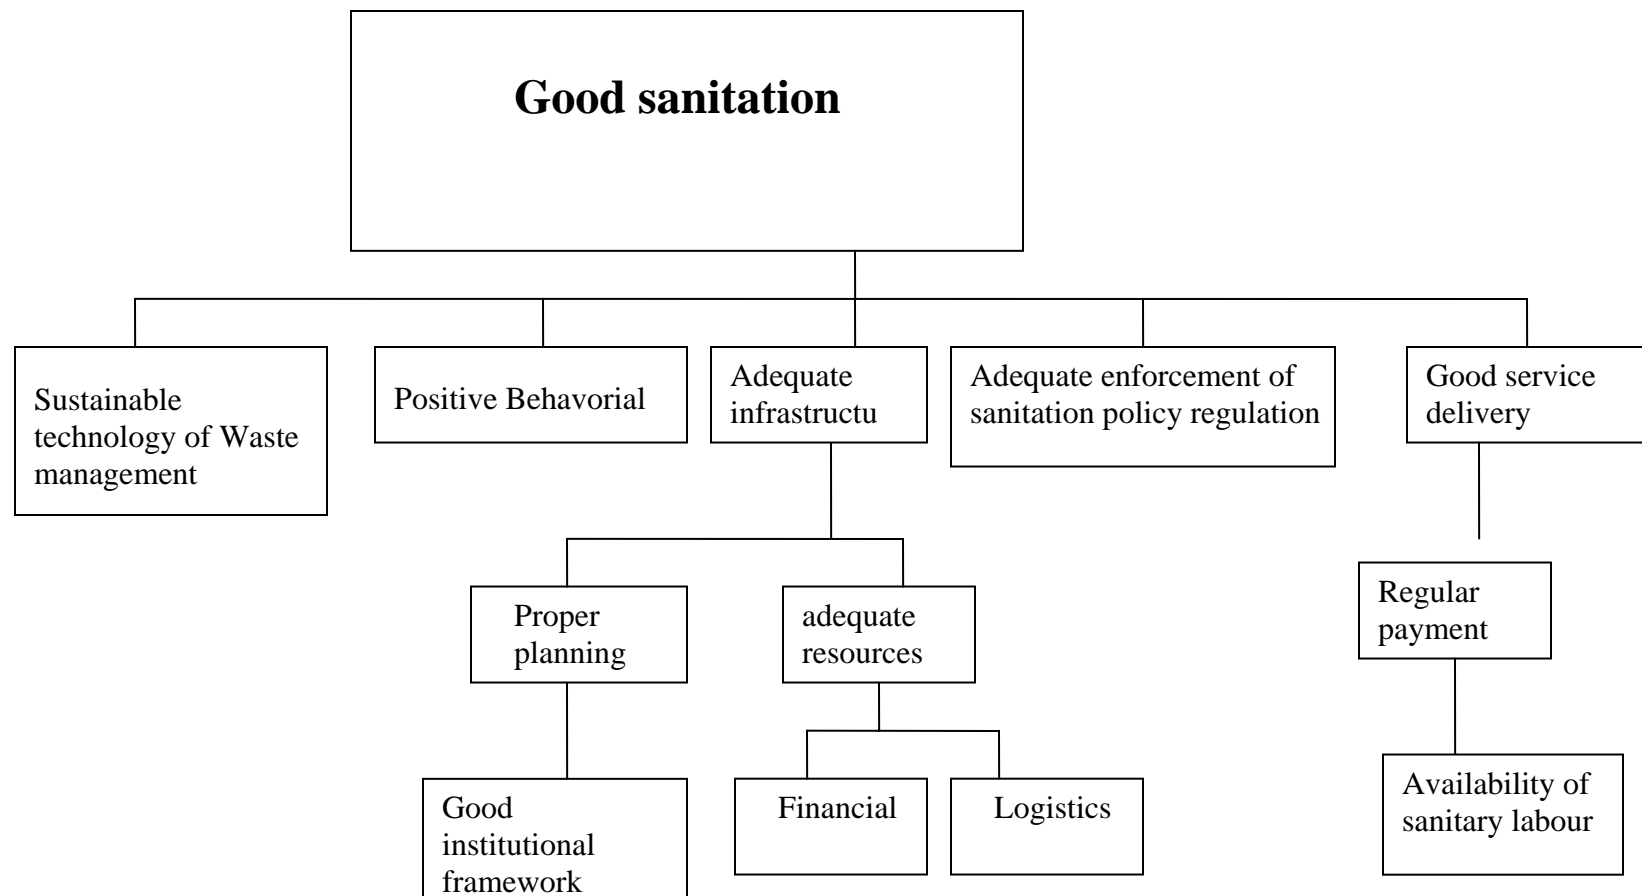 Good sanitation
Sustainable
technology of Waste
management
Positive Behavorial
Adequate
infrastructu
Adequate enforcement of
sanitation policy regulation
Good service
delivery
Proper
planning
adequate
resources
Regular
payment
Good
institutional
framework
Financial
Logistics
Availability of
sanitary labour